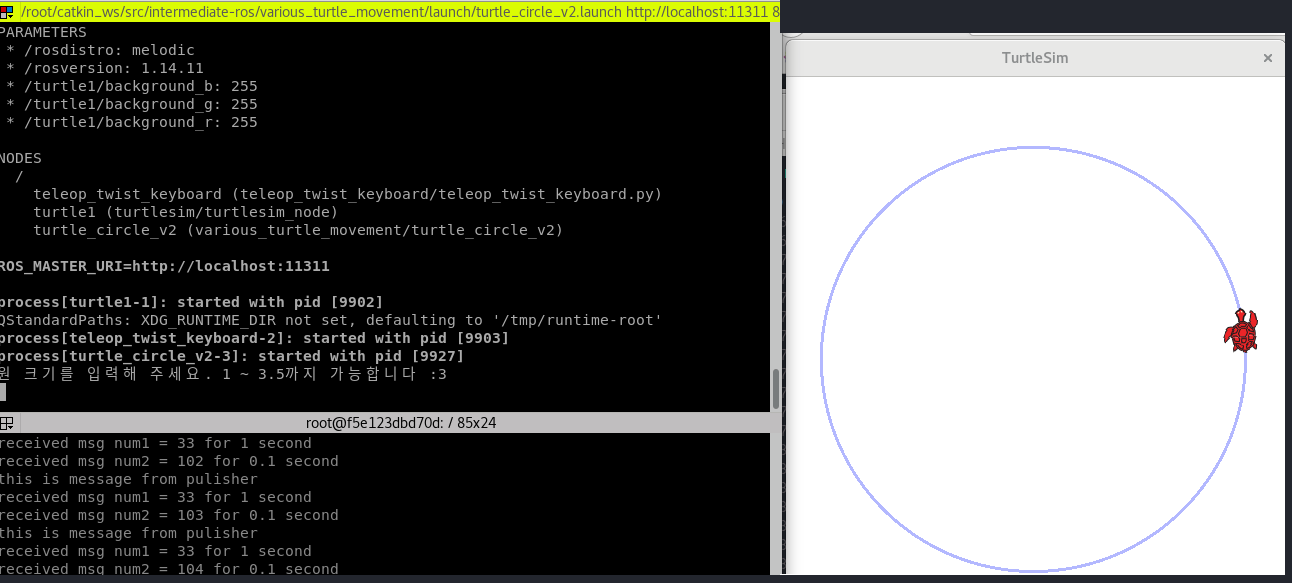 /root/catkin_ws/src/intermediate-ros/various_turtle_movement/launch/turtle_circle_v2.launch http://localhost:11311 8
PARAMETERS
* /rosdistro: melodic
* /rosversion: 1.14.11
* /turtle1/background_b: 255
* /turtle1/background_g: 255
* /turtle1/background_r: 255
NODES
/
teleop_twist_keyboard (teleop_twist_keyboard/teleop_twist_keyboard.py)
turtle1 (turtlesim/turtlesim_node)
turtle_circle_v2 (various_turtle_movement/turtle_circle_v2)
ROS_MASTER_URI=http://localhost:11311
process[turtle1-1]: started with pid [9902]
QStandardPaths: XDG_RUNTIME_DIR not set, defaulting to '/tmp/runtime-root'
process[teleop_twist_keyboard-2]: started with pid [9903]
process[turtle_circle_v2-3]: started with pid [9927]
원 크기를 입력해 주세요. 1 ~ 3.5까지 가능합니다 :3
root@f5e123dbd70d: / 85x24
received msg num1 = 33 for 1 second
received msg num2 = 102 for 0.1 second
this is message from pulisher
received msg num1 = 33 for 1 second
received msg num2 = 103 for 0.1 second
this is message from pulisher
received msg num1 = 33 for 1 second
received msg num2 = 104 for 0.1 second
TurtleSim